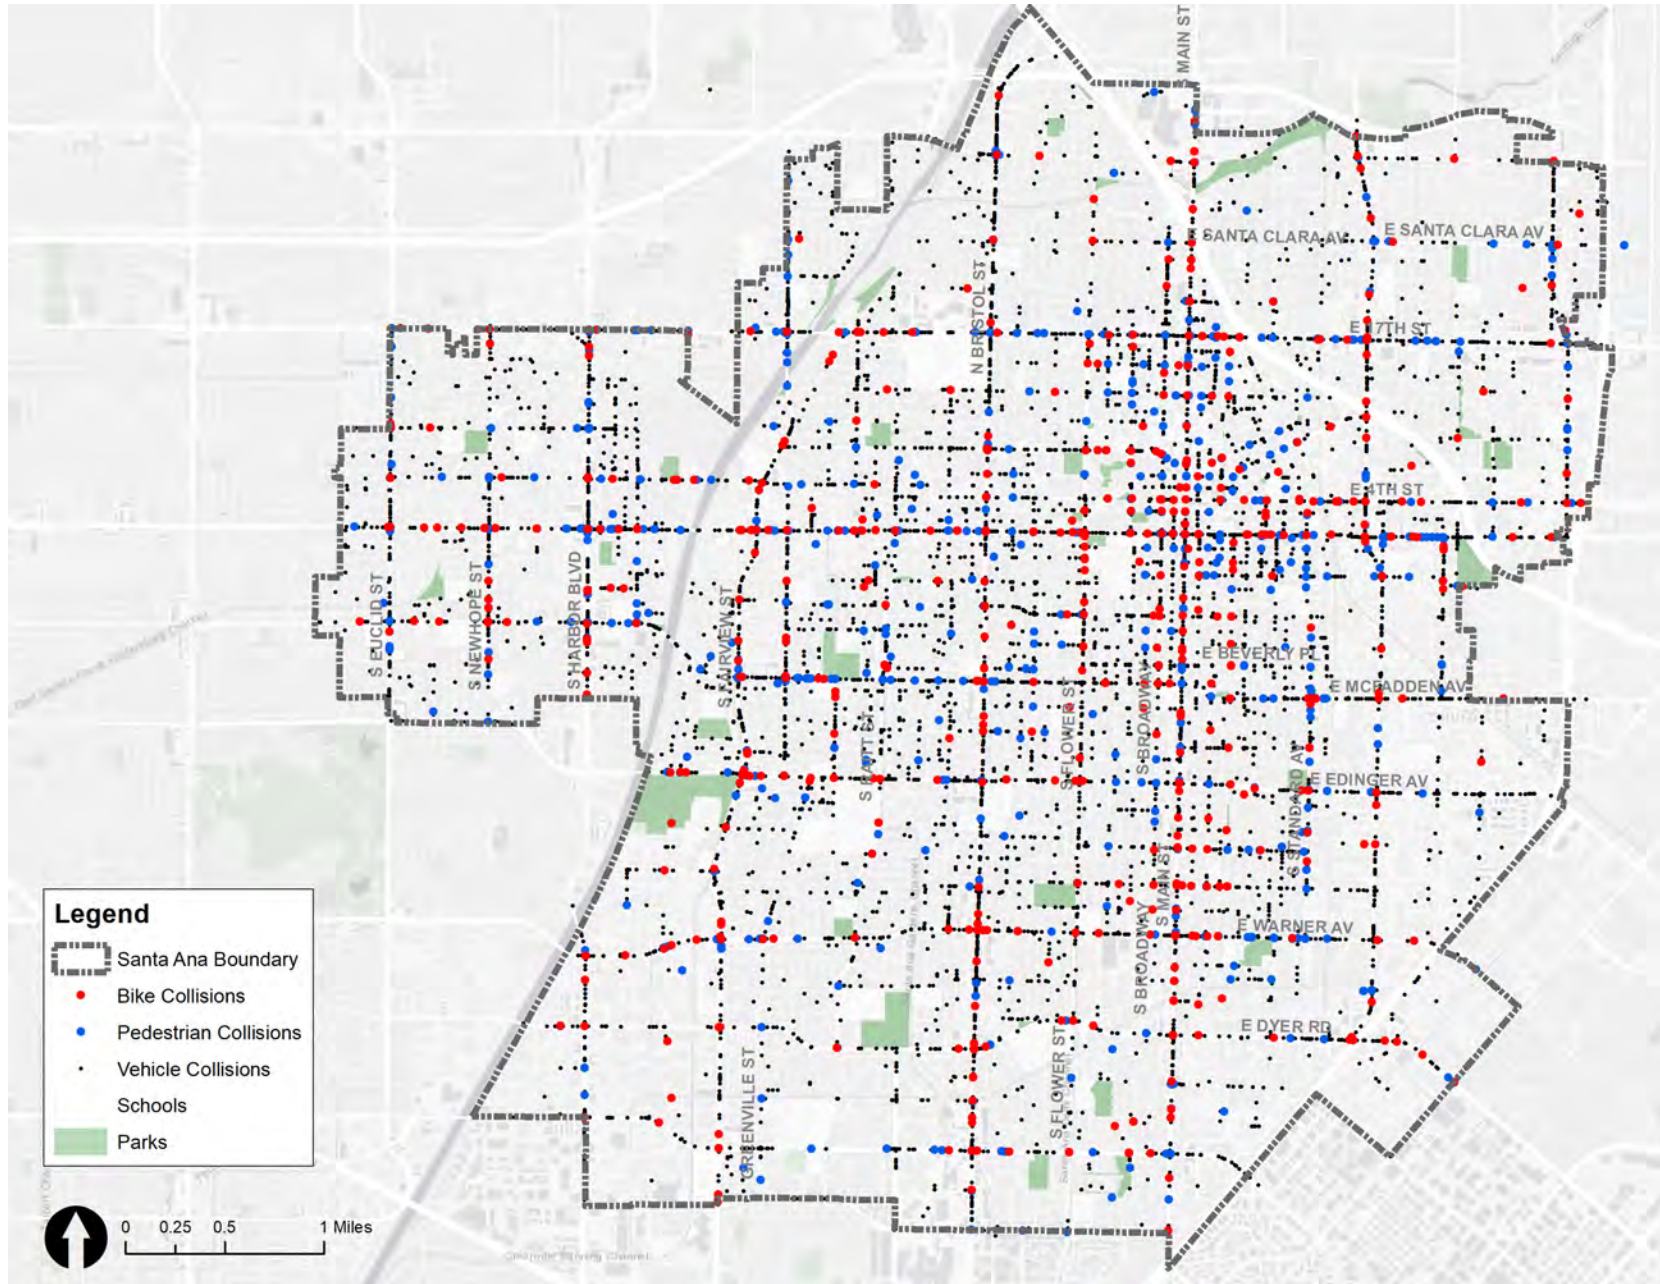 S MAIN ST
E SANTA CLARA AV
E SANTA CLARA AV
N BRISTOL ST
E 17TH ST
E 4TH ST
S EUCLID ST
S NEWHOPE ST
S HARBOR BLVD
S FAIRVIEW ST
E BEVERLY PL
E MCFADDEN AV
S FLOWER ST
S BROADWAY
S RAITT ST
E EDINGER AV
S STANDARD AV
S MAIN ST
E WARNER AV
S BROADWAY
E DYER RD
S FLOWER ST
GREENVILLE ST
Legend
Santa Ana Boundary
Bike Collisions
Pedestrian Collisions
Vehicle Collisions
Schools
Parks
0 0.25 0.5 1 Miles